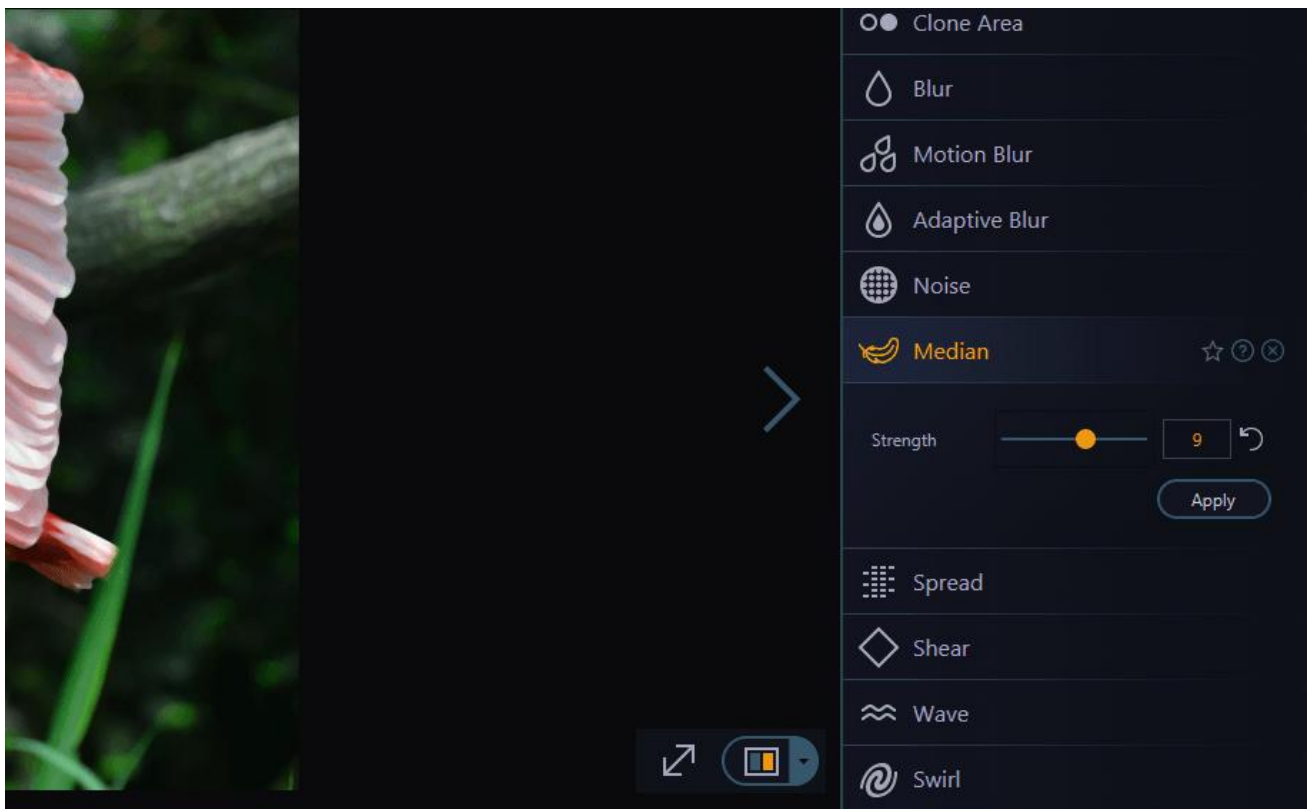 Clone Area
Blur
Motion Blur
Adaptive Blur
Noise
Median
Strength
9
Apply
Spread
Shear
Wave
Swirl